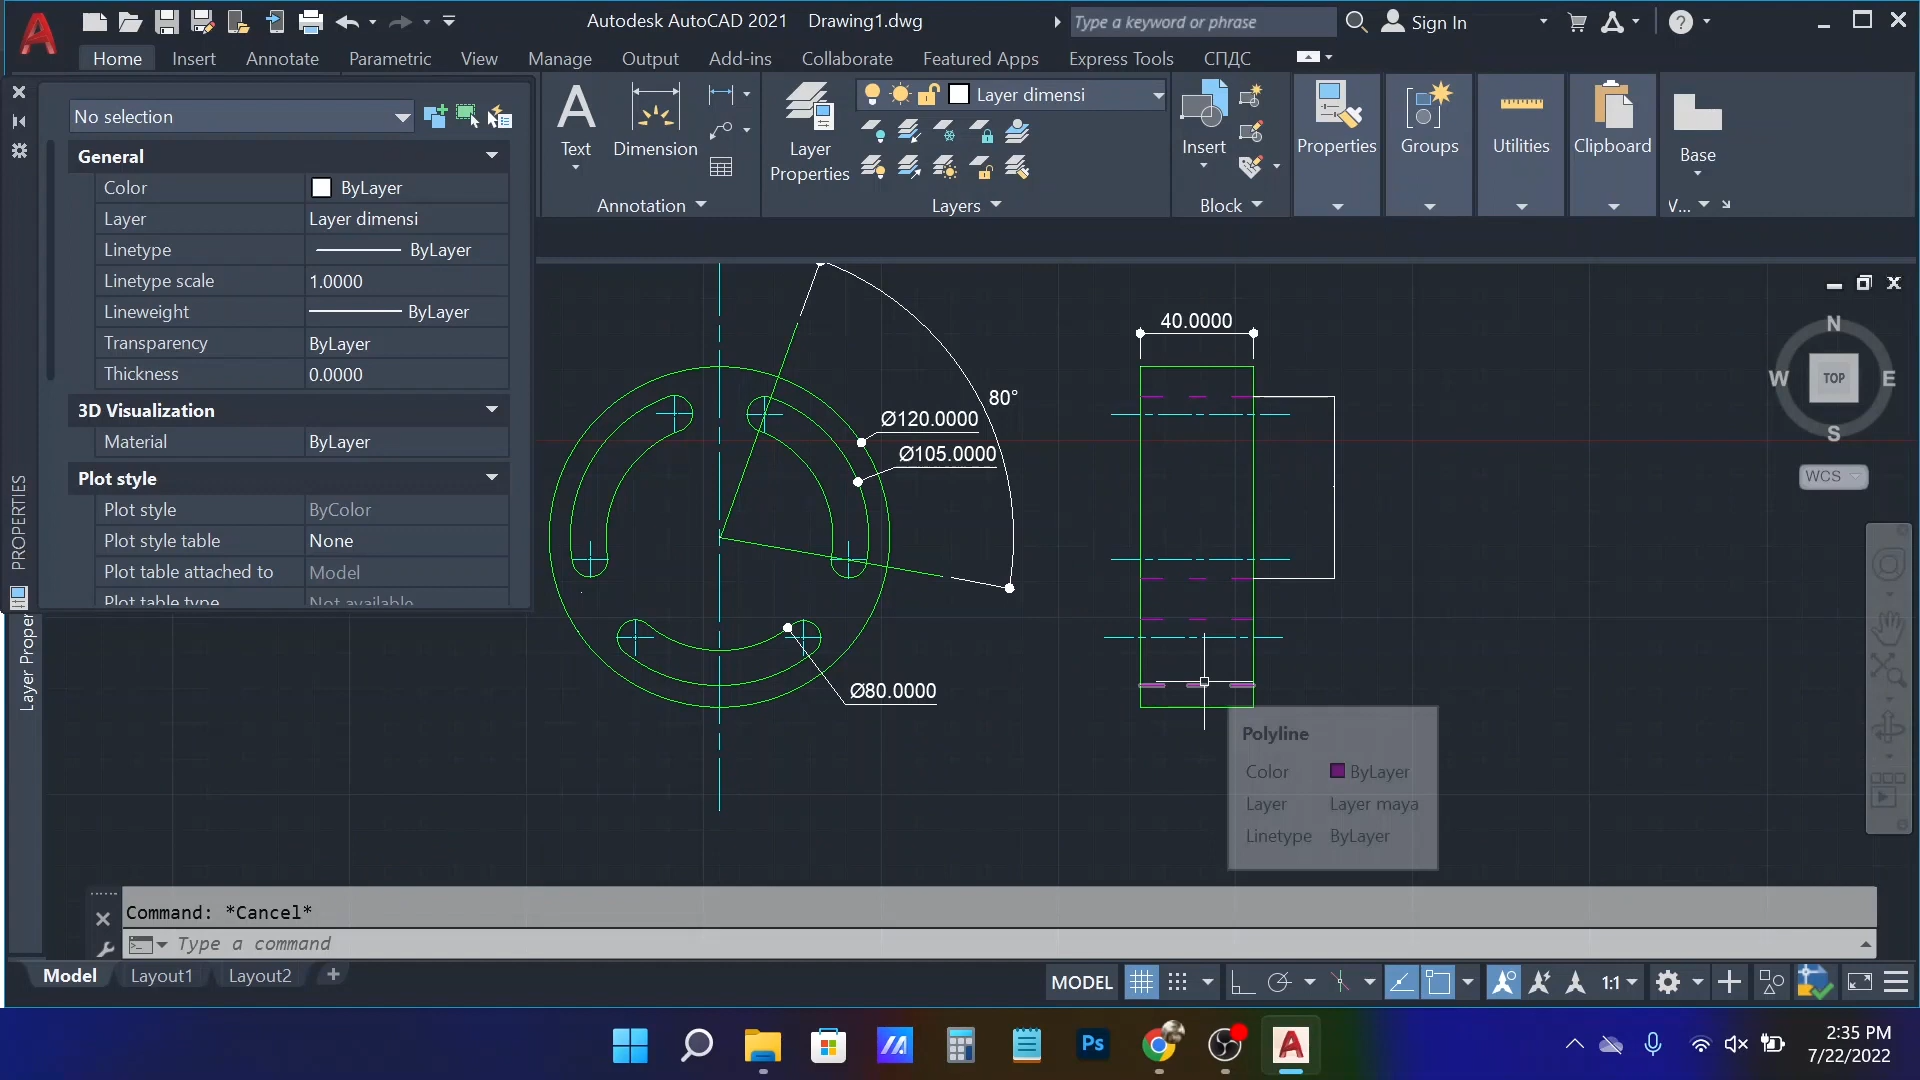 Autodesk AutoCAD 2021 Drawing1.dwg
Type a keyword or phrase
Sign In
Home Insert Annotate Parametric View Manage Output Add-ins Collaborate Featured Apps Express Tools СПДС
No selection
General
Color ByLayer
Layer Layer dimensi
Linetype ByLayer
Linetype scale 1.0000
Lineweight ByLayer
Transparency ByLayer
Thickness 0.0000
3D Visualization
Material ByLayer
Plot style
Plot style ByColor
Plot style table None
Plot table attached to Model
Plot table type Not available
PROPERTIES
Layer Proper
Text
Dimension
Annotation
Layer
Properties
Layer dimensi
Layers
Insert
Block
Properties
Groups
Utilities
Clipboard
Base
V...
80°
Ø120.0000
Ø105.0000
Ø80.0000
40.0000
N
W TOP E
S
WCS
Polyline
Color ByLayer
Layer Layer maya
Linetype ByLayer
Command: *Cancel*
Type a command
Model Layout1 Layout2
MODEL
1:1
Ps
2:35 PM
7/22/2022